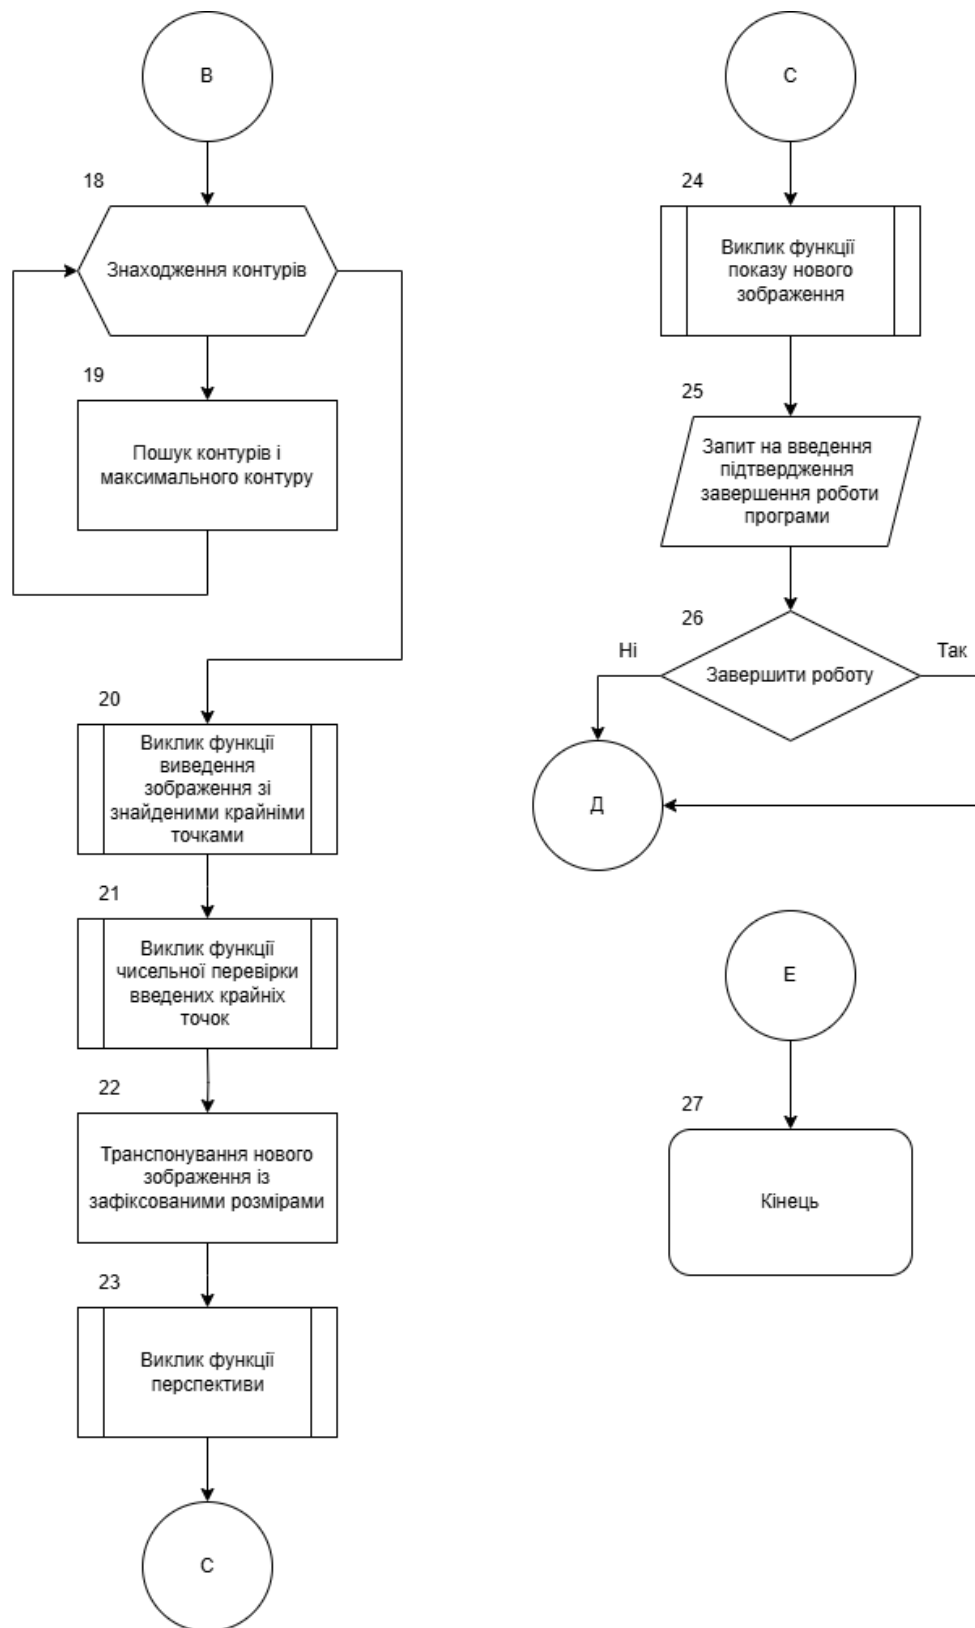 В
18
Знаходження контурів
19
Пошук контурів і
максимального контуру
20
Виклик функції
виведення
зображення зі
знайденими крайніми
точками
21
Виклик функції
чисельної перевірки
введених крайніх
точок
22
Транспонування нового
зображення із
зафіксованими розмірами
23
Виклик функції
перспективи
С
С
24
Виклик функції
показу нового
зображення
25
Запит на введення
підтвердження
завершення роботи
програми
26
Ні
Так
Завершити роботу
Д
Е
27
Кінець